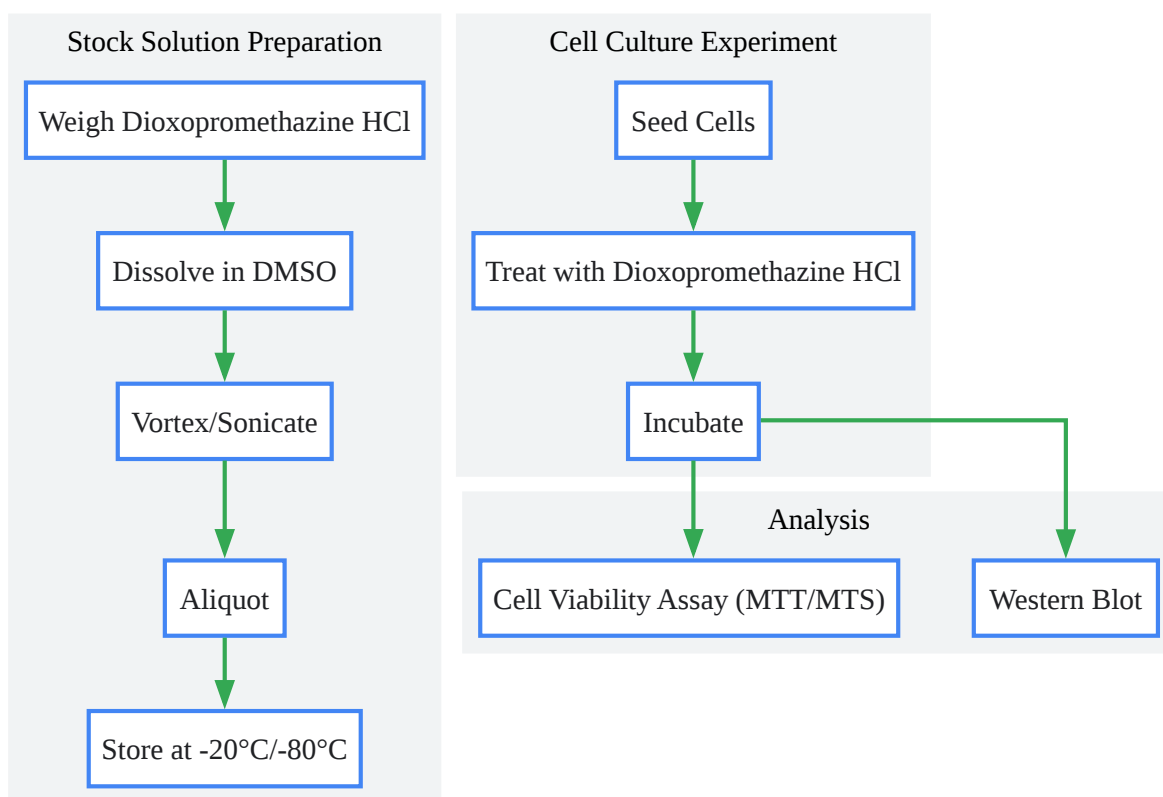 Stock Solution Preparation
Weigh Dioxopromethazine HCl
Dissolve in DMSO
Vortex/Sonicate
Aliquot
Store at -20°C/-80°C
Cell Culture Experiment
Seed Cells
Treat with Dioxopromethazine HCl
Incubate
Analysis
Cell Viability Assay (MTT/MTS)
Western Blot